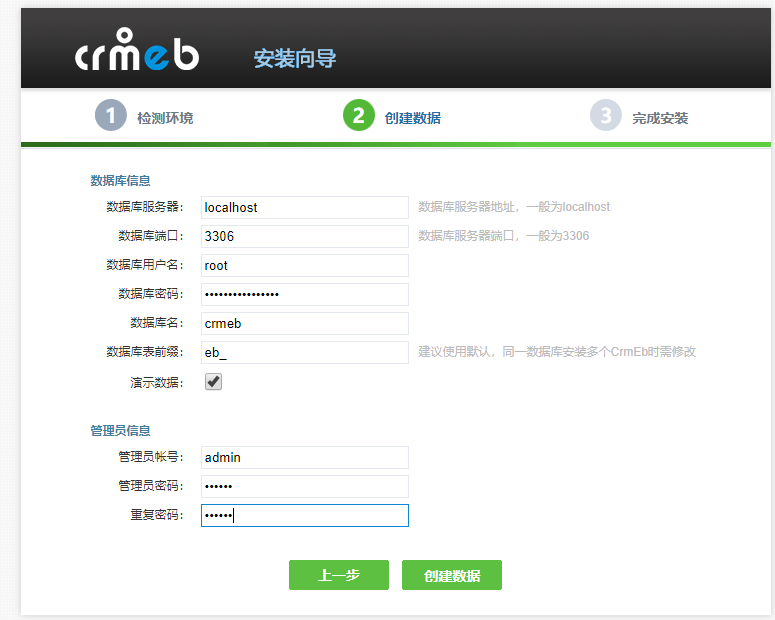 crmeb 安装向导
1 检测环境 2 创建数据 3 完成安装
数据库信息
数据库服务器： localhost 数据库服务器地址，一般为localhost
数据库端口： 3306 数据库服务器端口，一般为3306
数据库用户名： root
数据库密码： ••••••••••••••••
数据库名： crmeb
数据库表前缀： eb_ 建议使用默认，同一数据库安装多个CrmEb时需修改
演示数据：
管理员信息
管理员帐号： admin
管理员密码： ••••••
重复密码： ••••••
上一步 创建数据